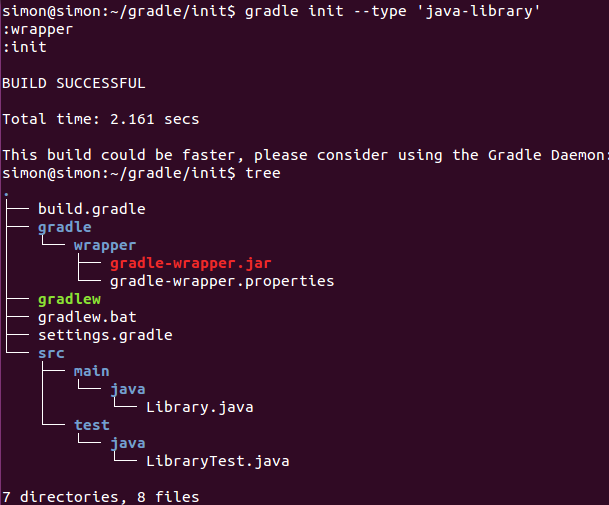 simon@simon:~/gradle/init$ gradle init --type 'java-library'
:wrapper
:init
BUILD SUCCESSFUL
Total time: 2.161 secs
This build could be faster, please consider using the Gradle Daemon:
simon@simon:~/gradle/init$ tree
.
├── build.gradle
├── gradle
│   └── wrapper
│       ├── gradle-wrapper.jar
│       └── gradle-wrapper.properties
├── gradlew
├── gradlew.bat
├── settings.gradle
└── src
    ├── main
    │   └── java
    │       └── Library.java
    └── test
        └── java
            └── LibraryTest.java
7 directories, 8 files